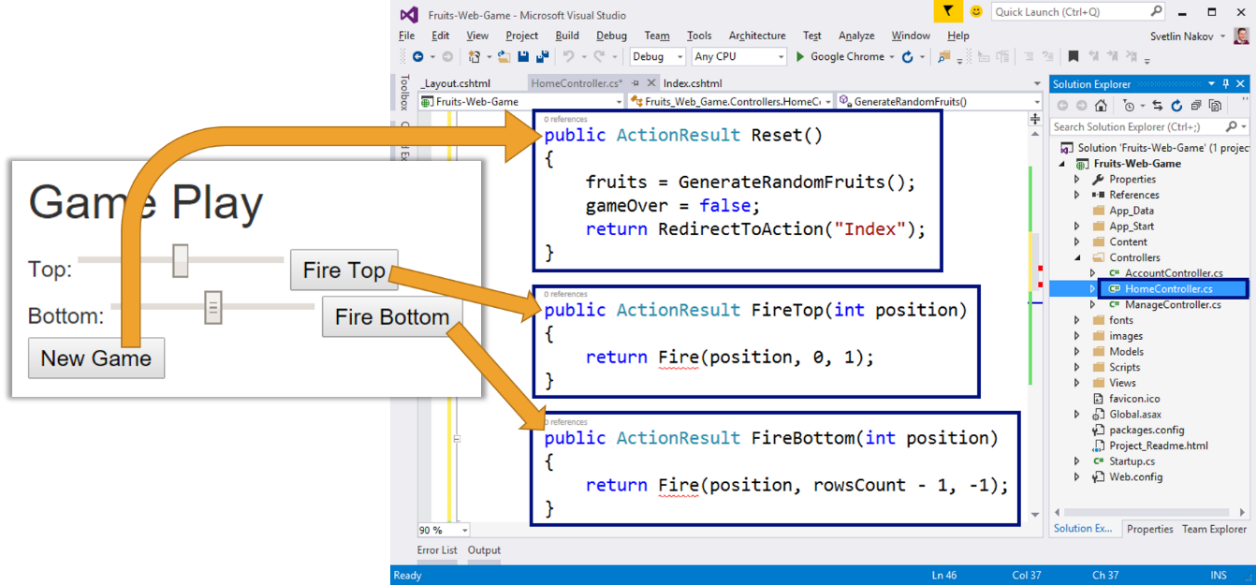 Fruits-Web-Game - Microsoft Visual Studio
Quick Launch (Ctrl+Q)
File Edit View Project Build Debug Team Tools Architecture Test Analyze Window Help
Svetlin Nakov
Debug Any CPU Google Chrome
Toolbox
_Layout.cshtml HomeController.cs* Index.cshtml
Fruits-Web-Game Fruits_Web_Game.Controllers.HomeC GenerateRandomFruits()
0 references
public ActionResult Reset()
{
fruits = GenerateRandomFruits();
gameOver = false;
return RedirectToAction("Index");
}
0 references
public ActionResult FireTop(int position)
{
return Fire(position, 0, 1);
}
0 references
public ActionResult FireBottom(int position)
{
return Fire(position, rowsCount - 1, -1);
}
90 %
Error List Output
Ready Ln 46 Col 37 Ch 37 INS
Game Play
Top: Fire Top
Bottom: Fire Bottom
New Game
Solution Explorer
Search Solution Explorer (Ctrl+;)
Solution 'Fruits-Web-Game' (1 projec
Fruits-Web-Game
Properties
References
App_Data
App_Start
Content
Controllers
C# AccountController.cs
C# HomeController.cs
C# ManageController.cs
fonts
images
Models
Scripts
Views
favicon.ico
Global.asax
packages.config
Project_Readme.html
C# Startup.cs
Web.config
Solution Ex... Properties Team Explorer